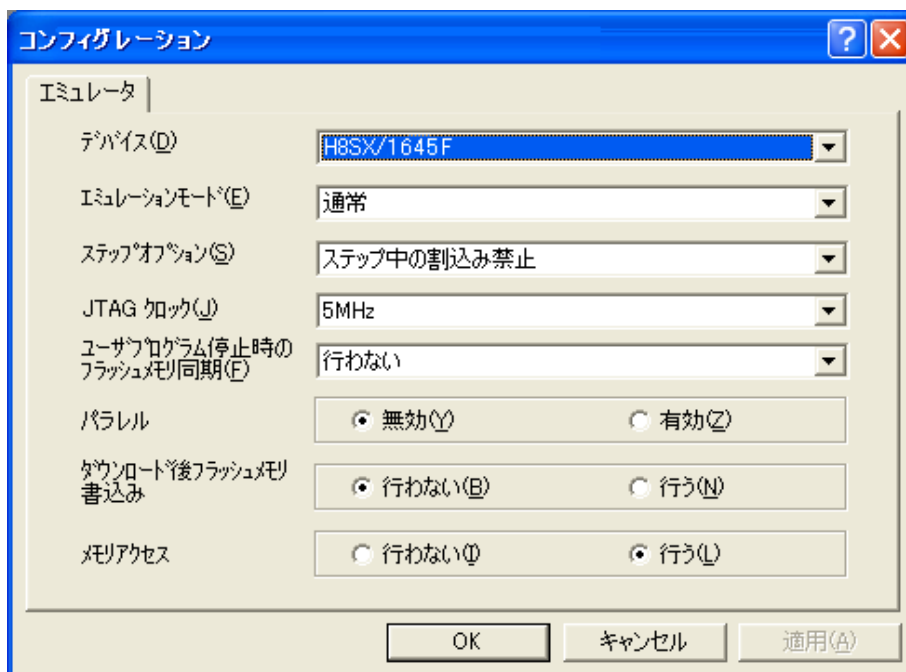 コンフィグレーション
エミュレータ
デバイス(D)
H8SX/1645F
エミュレーションモード(E)
通常
ステップオプション(S)
ステップ中の割込み禁止
JTAG クロック(J)
5MHz
ユーザプログラム停止時の
フラッシュメモリ同期(F)
行わない
パラレル
無効(Y) 有効(Z)
ダウンロード後フラッシュメモリ
書込み
行わない(B) 行う(N)
メモリアクセス
行わない(I) 行う(L)
OK キャンセル 適用(A)